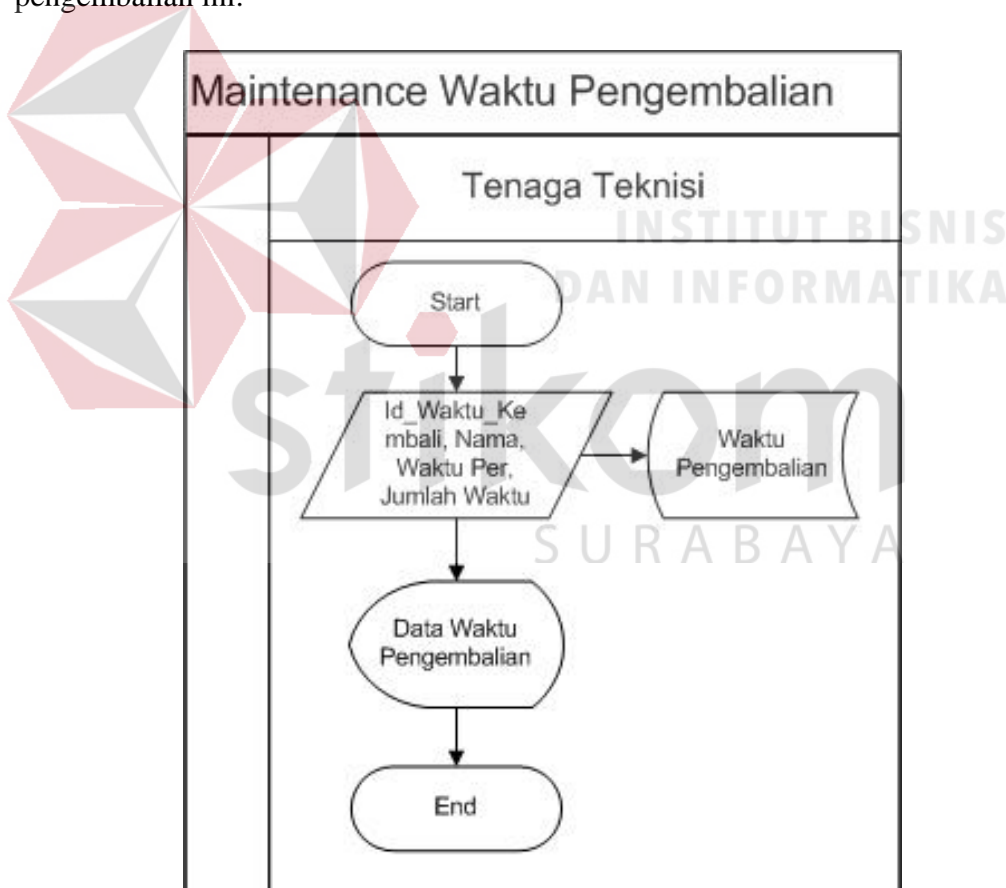 pengembalian ini.
Maintenance Waktu Pengembalian
Tenaga Teknisi
INSTITUT BISNIS
DAN INFORMATIKA
Start
stikom
Id_Waktu_Ke
mbali, Nama,
Waktu Per,
Jumlah Waktu
Waktu
Pengembalian
SURABAYA
Data Waktu
Pengembalian
End